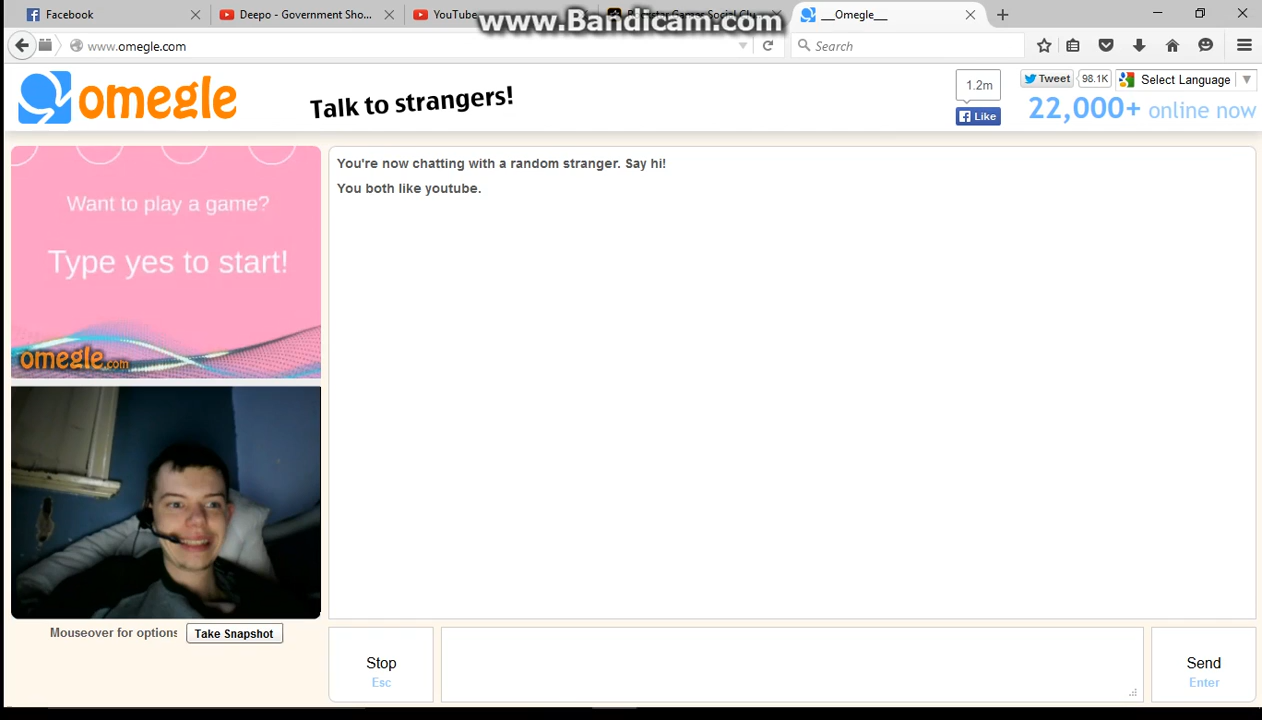 Facebook
Deepo - Government Sho...
YouTube
__Omegle__
www.Bandicam.com
www.omegle.com
Search
omegle
Talk to strangers!
1.2m
Like
Tweet
98.1K
Select Language
22,000+ online now
Want to play a game?
Type yes to start!
omegle.com
You're now chatting with a random stranger. Say hi!
You both like youtube.
Mouseover for options
Take Snapshot
Stop
Esc
Send
Enter